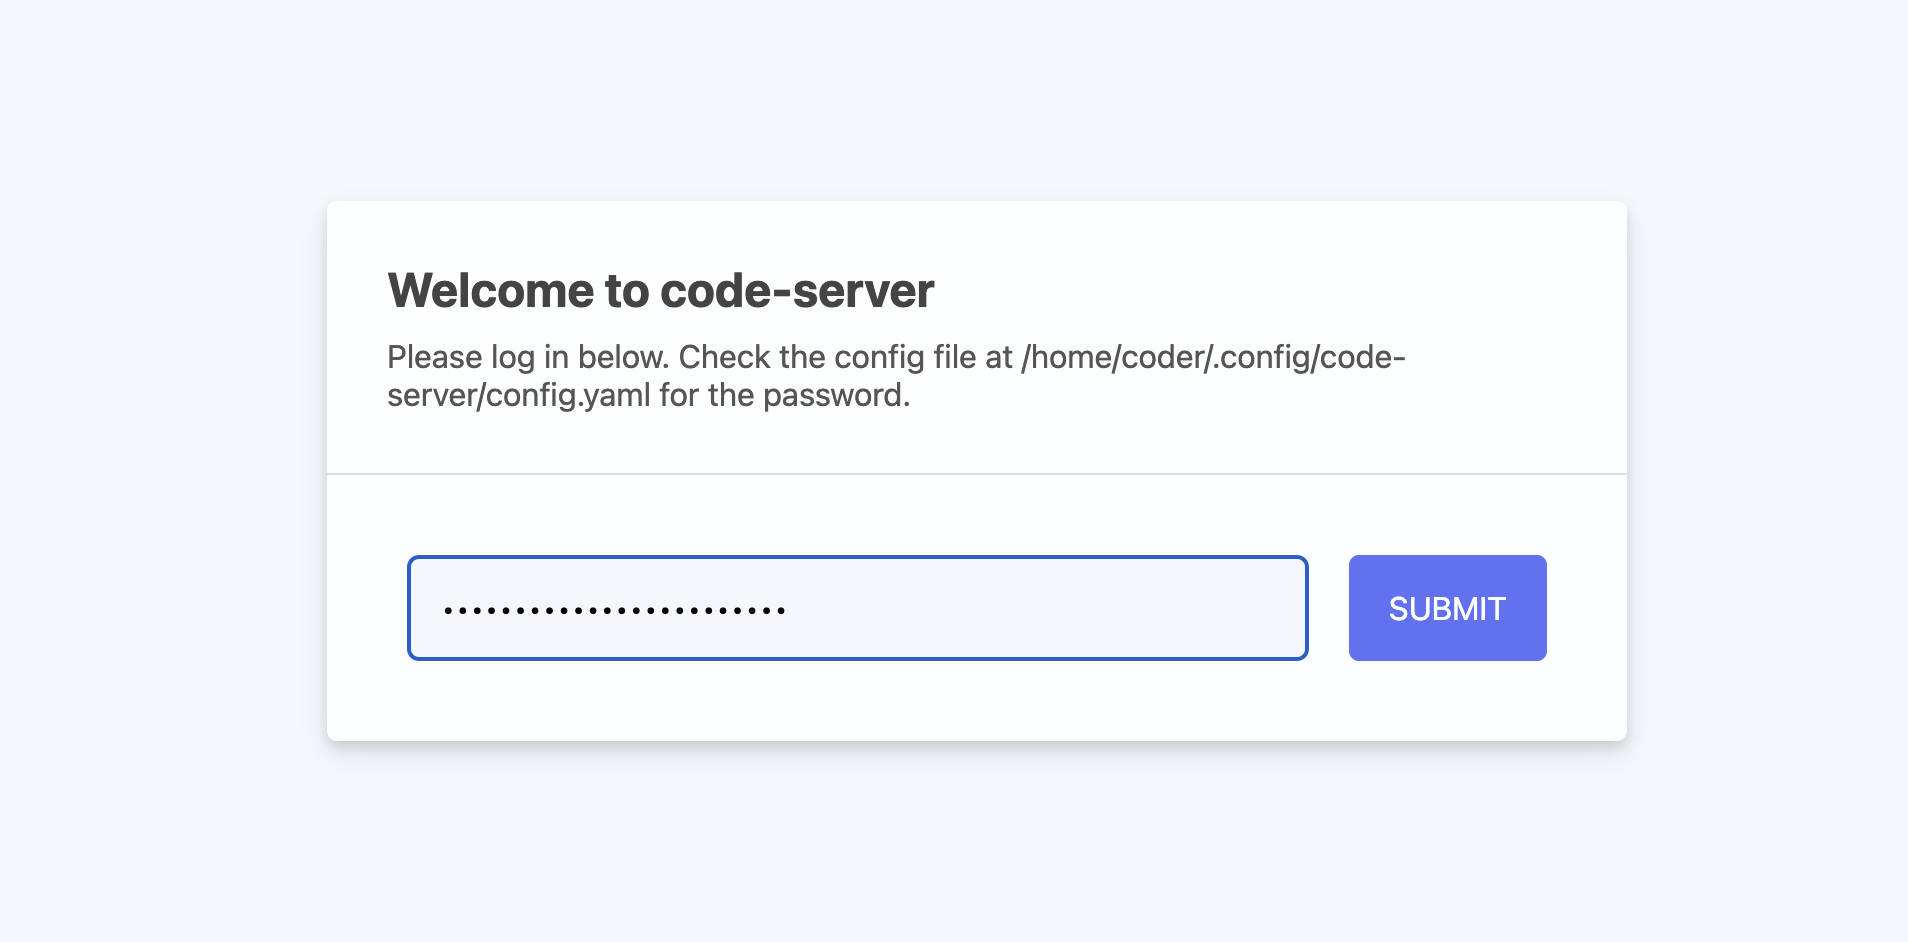 Welcome to code-server
Please log in below. Check the config file at /home/coder/.config/code-
server/config.yaml for the password.
SUBMIT